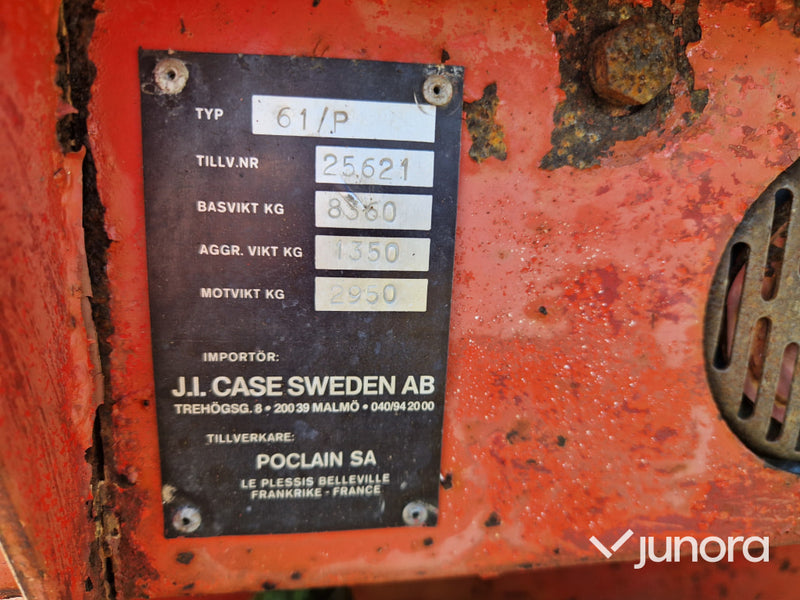 TYP 61/P
TILLV.NR 25621
BASVIKT KG 8360
AGGR. VIKT KG 1350
MOTVIKT KG 2950
IMPORTÖR:
J.I. CASE SWEDEN AB
TREHÖGSG. 8 • 200 39 MALMÖ • 040/94 20 00
TILLVERKARE:
POCLAIN SA
LE PLESSIS BELLEVILLE
FRANKRIKE - FRANCE
junora